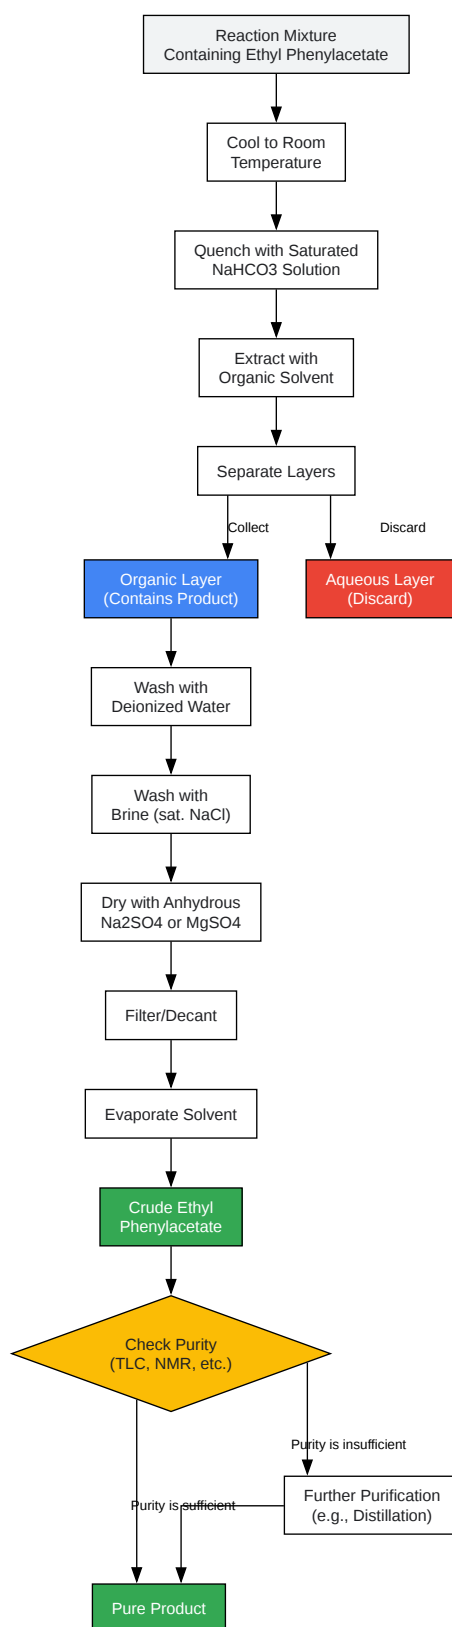 Reaction Mixture
Containing Ethyl Phenylacetate
Cool to Room
Temperature
Quench with Saturated
NaHCO3 Solution
Extract with
Organic Solvent
Separate Layers
Collect
Discard
Organic Layer
(Contains Product)
Aqueous Layer
(Discard)
Wash with
Deionized Water
Wash with
Brine (sat. NaCl)
Dry with Anhydrous
Na2SO4 or MgSO4
Filter/Decant
Evaporate Solvent
Crude Ethyl
Phenylacetate
Check Purity
(TLC, NMR, etc.)
Purity is insufficient
Further Purification
(e.g., Distillation)
Purity is sufficient
Pure Product